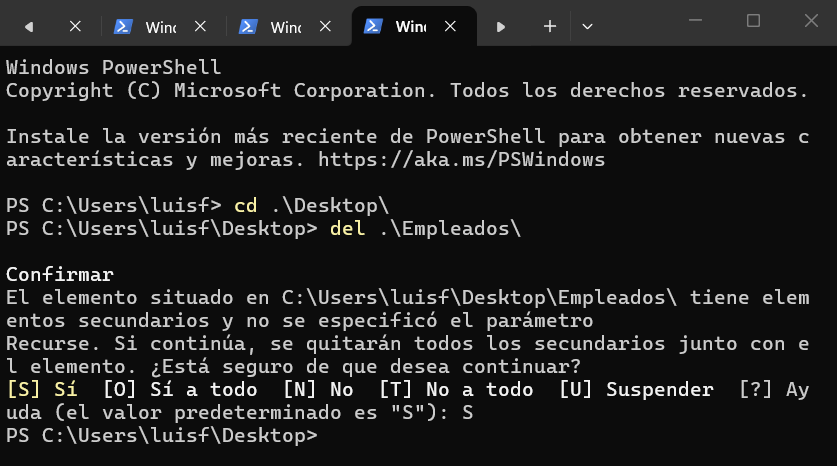 Winc
Winc
Win
Windows PowerShell
Copyright (C) Microsoft Corporation. Todos los derechos reservados.
Instale la versión más reciente de PowerShell para obtener nuevas c
aracterísticas y mejoras. https://aka.ms/PSWindows
PS C:\Users\luisf> cd .\Desktop\
PS C:\Users\luisf\Desktop> del .\Empleados\
Confirmar
El elemento situado en C:\Users\luisf\Desktop\Empleados\ tiene elem
entos secundarios y no se especificó el parámetro
Recurse. Si continúa, se quitarán todos los secundarios junto con e
l elemento. ¿Está seguro de que desea continuar?
[S] Sí  [O] Sí a todo  [N] No  [T] No a todo  [U] Suspender  [?] Ay
uda (el valor predeterminado es "S"): S
PS C:\Users\luisf\Desktop>